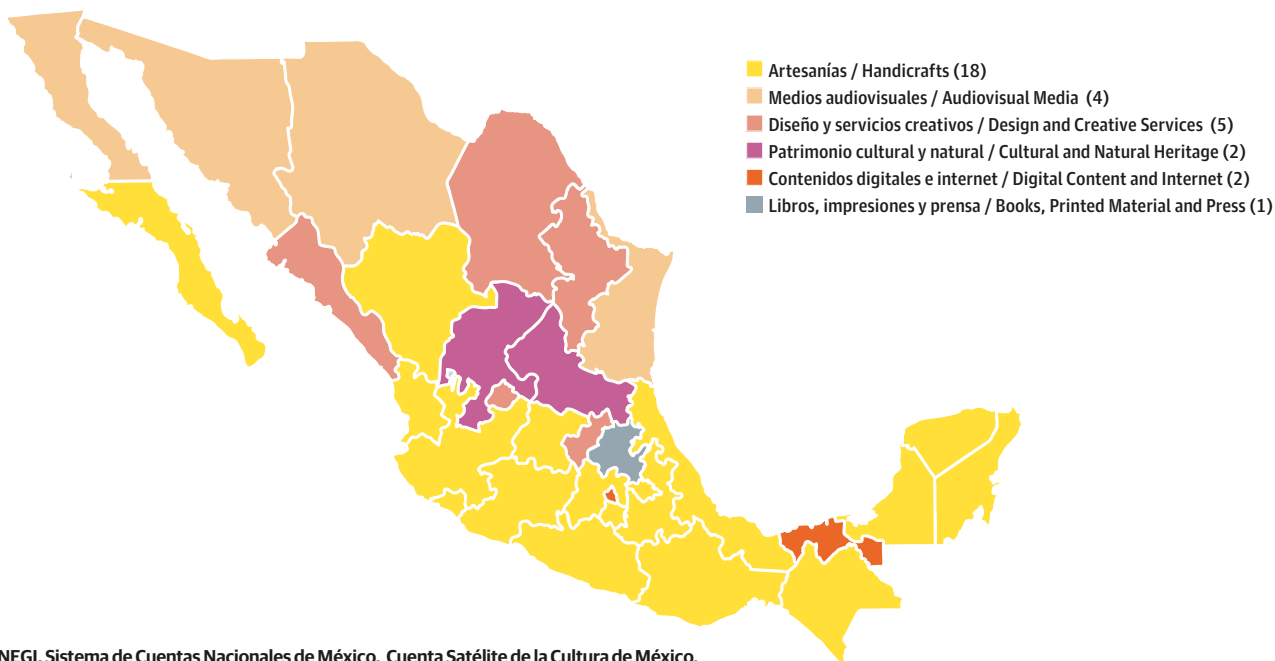 Artesanías / Handicrafts (18)
Medios audiovisuales / Audiovisual Media (4)
Diseño y servicios creativos / Design and Creative Services (5)
Patrimonio cultural y natural / Cultural and Natural Heritage (2)
Contenidos digitales e internet / Digital Content and Internet (2)
Libros, impresiones y prensa / Books, Printed Material and Press (1)
NEGI. Sistema de Cuentas Nacionales de México. Cuenta Satélite de la Cultura de México.